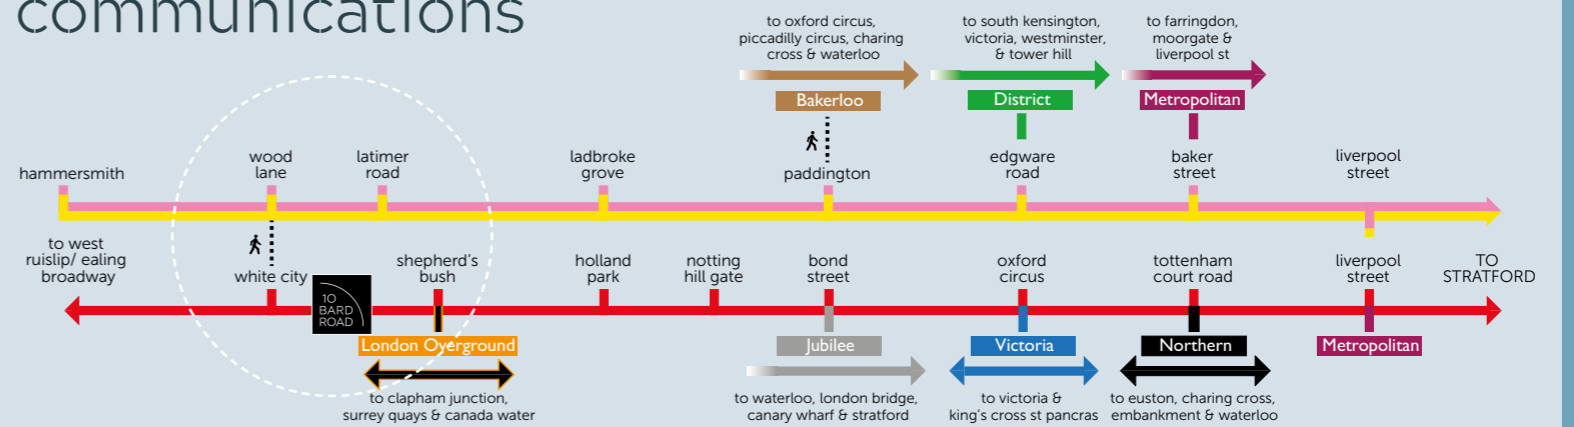 communications
to oxford circus,
piccadilly circus, charing
cross & waterloo
to south kensington,
victoria, westminster,
& tower hill
to farringdon,
moorgate &
liverpool st
Bakerloo
District
Metropolitan
hammersmith
wood
lane
latimer
road
ladbroke
grove
paddington
edgware
road
baker
street
liverpool
street
to west
ruislip/ ealing
broadway
white city
10
BARD
ROAD
shepherd's
bush
holland
park
notting
hill gate
bond
street
oxford
circus
tottenham
court road
liverpool
street
TO
STRATFORD
London Overground
Jubilee
Victoria
Northern
Metropolitan
to clapham junction,
surrey quays & canada water
to waterloo, london bridge,
canary wharf & stratford
to victoria &
king's cross st pancras
to euston, charing cross,
embankment & waterloo